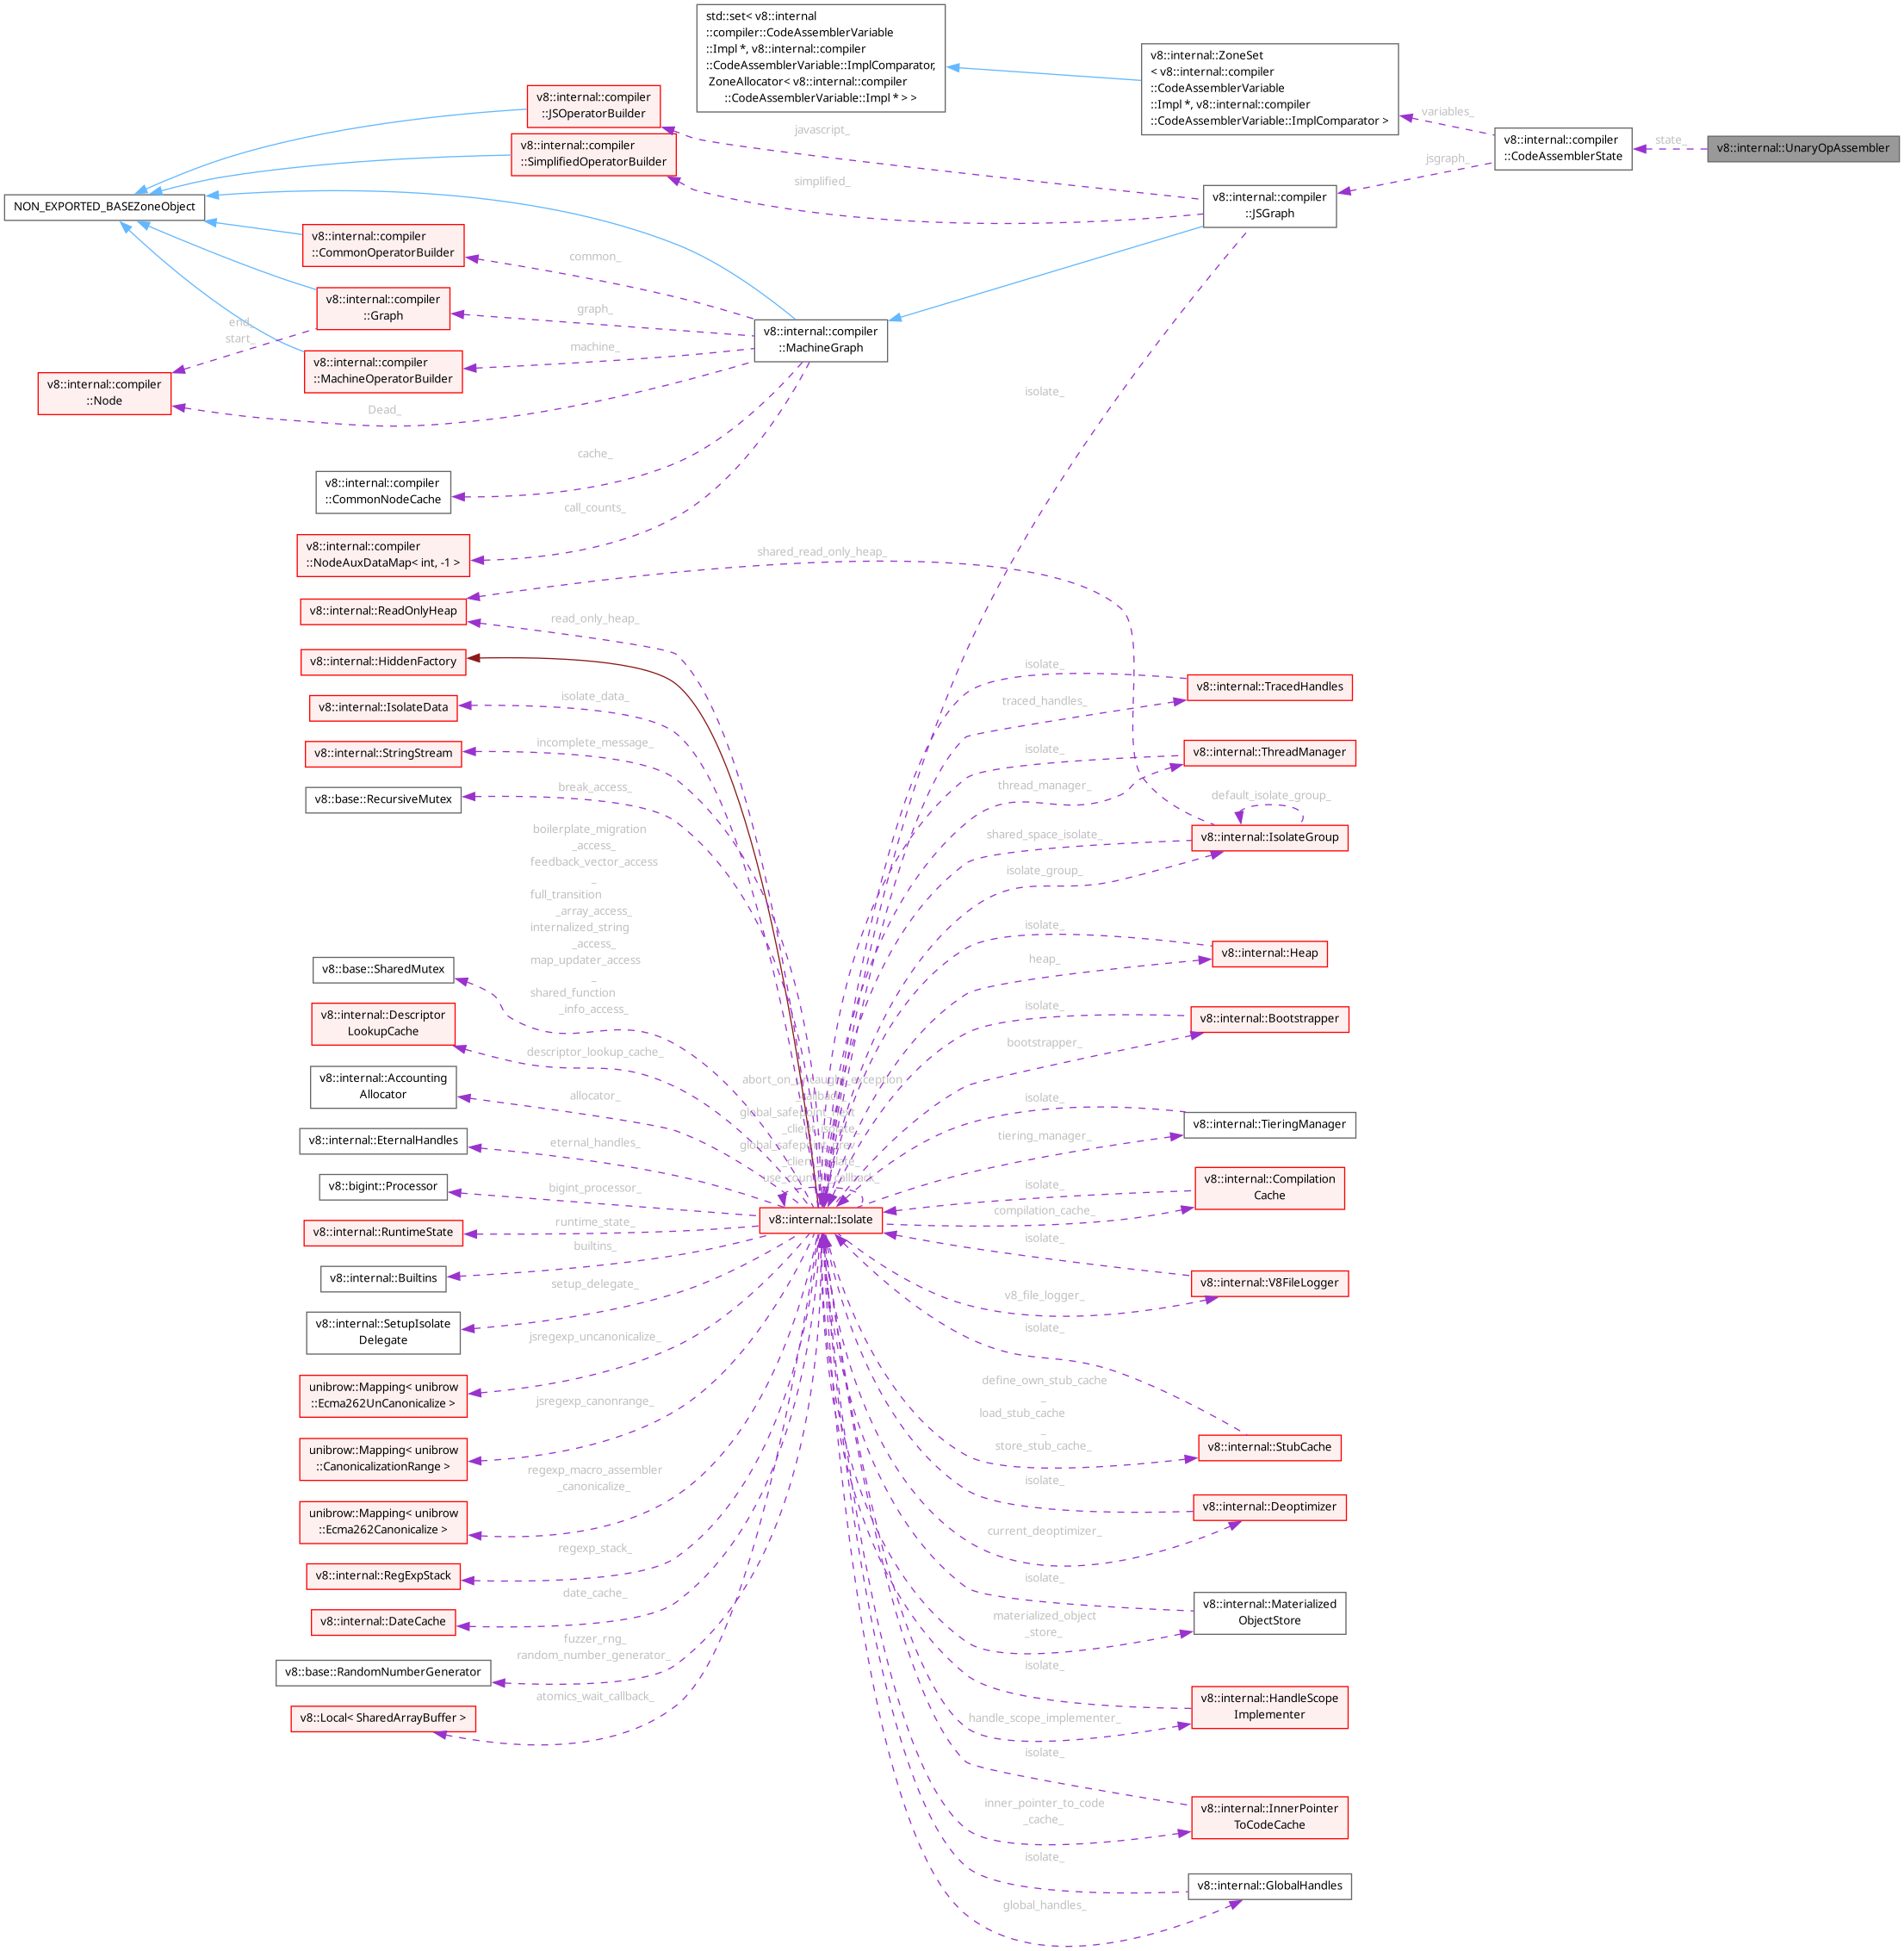 std::set< v8::internal
::compiler::CodeAssemblerVariable
::Impl *, v8::internal::compiler
::CodeAssemblerVariable::ImplComparator,
ZoneAllocator< v8::internal::compiler
::CodeAssemblerVariable::Impl * > >
v8::internal::ZoneSet
< v8::internal::compiler
::CodeAssemblerVariable
::Impl *, v8::internal::compiler
::CodeAssemblerVariable::ImplComparator >
variables_
v8::internal::compiler
::CodeAssemblerState
state_
v8::internal::UnaryOpAssembler
jsgraph_
v8::internal::compiler
::JSOperatorBuilder
javascript_
v8::internal::compiler
::SimplifiedOperatorBuilder
simplified_
v8::internal::compiler
::JSGraph
NON_EXPORTED_BASEZoneObject
v8::internal::compiler
::CommonOperatorBuilder
common_
v8::internal::compiler
::Graph
graph_
end_
start_
v8::internal::compiler
::MachineGraph
v8::internal::compiler
::MachineOperatorBuilder
machine_
v8::internal::compiler
::Node
Dead_
isolate_
v8::internal::compiler
::CommonNodeCache
cache_
v8::internal::compiler
::NodeAuxDataMap< int, -1 >
call_counts_
shared_read_only_heap_
v8::internal::ReadOnlyHeap
read_only_heap_
v8::internal::HiddenFactory
v8::internal::IsolateData
isolate_data_
v8::internal::StringStream
incomplete_message_
v8::base::RecursiveMutex
break_access_
isolate_
traced_handles_
v8::internal::TracedHandles
isolate_
thread_manager_
v8::internal::ThreadManager
default_isolate_group_
shared_space_isolate_
isolate_group_
v8::internal::IsolateGroup
boilerplate_migration
_access_
feedback_vector_access
_
full_transition
_array_access_
internalized_string
_access_
map_updater_access
_
shared_function
_info_access_
v8::base::SharedMutex
isolate_
heap_
v8::internal::Heap
v8::internal::Descriptor
LookupCache
descriptor_lookup_cache_
isolate_
bootstrapper_
v8::internal::Bootstrapper
v8::internal::Accounting
Allocator
allocator_
v8::internal::EternalHandles
eternal_handles_
isolate_
tiering_manager_
v8::internal::TieringManager
v8::bigint::Processor
bigint_processor_
isolate_
compilation_cache_
v8::internal::Compilation
Cache
v8::internal::Isolate
v8::internal::RuntimeState
runtime_state_
v8::internal::Builtins
builtins_
isolate_
v8_file_logger_
v8::internal::V8FileLogger
v8::internal::SetupIsolate
Delegate
setup_delegate_
isolate_
unibrow::Mapping< unibrow
::Ecma262UnCanonicalize >
jsregexp_uncanonicalize_
define_own_stub_cache
_
load_stub_cache
_
store_stub_cache_
v8::internal::StubCache
unibrow::Mapping< unibrow
::CanonicalizationRange >
jsregexp_canonrange_
unibrow::Mapping< unibrow
::Ecma262Canonicalize >
regexp_macro_assembler
_canonicalize_
isolate_
current_deoptimizer_
v8::internal::Deoptimizer
v8::internal::RegExpStack
regexp_stack_
v8::internal::DateCache
date_cache_
isolate_
materialized_object
_store_
v8::internal::Materialized
ObjectStore
v8::base::RandomNumberGenerator
fuzzer_rng_
random_number_generator_
v8::Local< SharedArrayBuffer >
atomics_wait_callback_
isolate_
handle_scope_implementer_
v8::internal::HandleScope
Implementer
isolate_
inner_pointer_to_code
_cache_
v8::internal::InnerPointer
ToCodeCache
isolate_
global_handles_
v8::internal::GlobalHandles